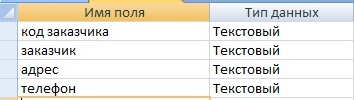 Имя поля Тип данных
код заказчика Текстовый
заказчик Текстовый
адрес Текстовый
телефон Текстовый